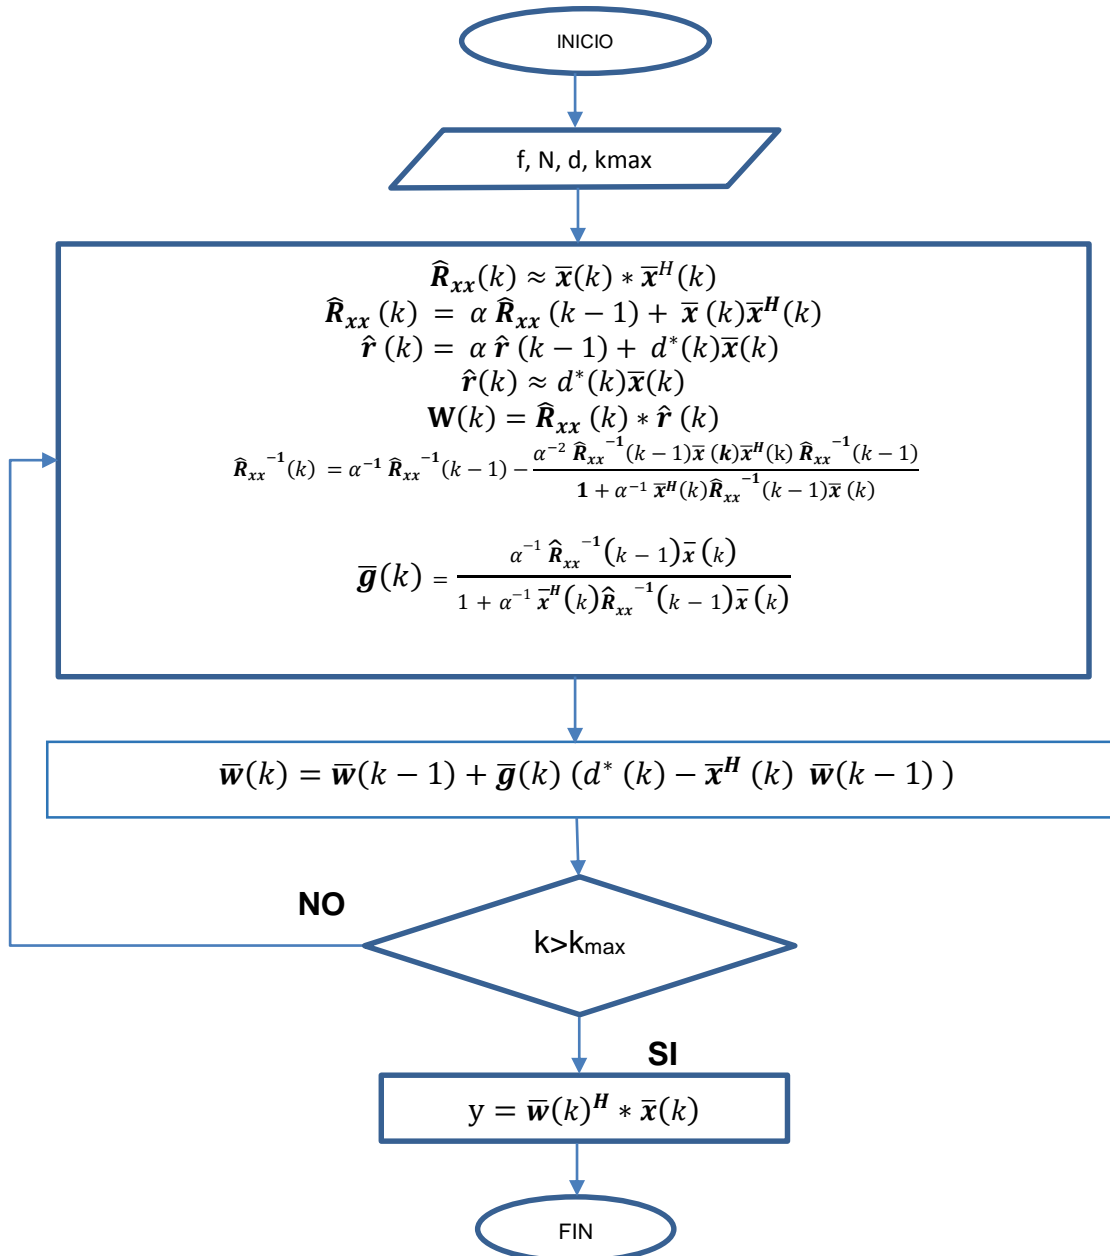 INICIO
f, N, d, kmax
R̂ₓₓ(k) ≈ x̄(k) * x̄ᴴ(k)
R̂ₓₓ (k) = α R̂ₓₓ (k − 1) + x̄ (k)x̄ᴴ(k)
r̂ (k) = α r̂ (k − 1) + d*(k)x̄(k)
r̂(k) ≈ d*(k)x̄(k)
W(k) = R̂ₓₓ (k) * r̂ (k)
R̂ₓₓ⁻¹(k) = α⁻¹ R̂ₓₓ⁻¹(k − 1) − α⁻² R̂ₓₓ⁻¹(k − 1)x̄ (k)x̄ᴴ(k) R̂ₓₓ⁻¹(k − 1)
1 + α⁻¹ x̄ᴴ(k)R̂ₓₓ⁻¹(k − 1)x̄ (k)
ḡ(k) = α⁻¹ R̂ₓₓ⁻¹(k − 1)x̄ (k)
1 + α⁻¹ x̄ᴴ(k)R̂ₓₓ⁻¹(k − 1)x̄ (k)
w̄(k) = w̄(k − 1) + ḡ(k) (d* (k) − x̄ᴴ (k) w̄(k − 1) )
NO
k>kmax
SI
y = w̄(k)ᴴ * x̄(k)
FIN